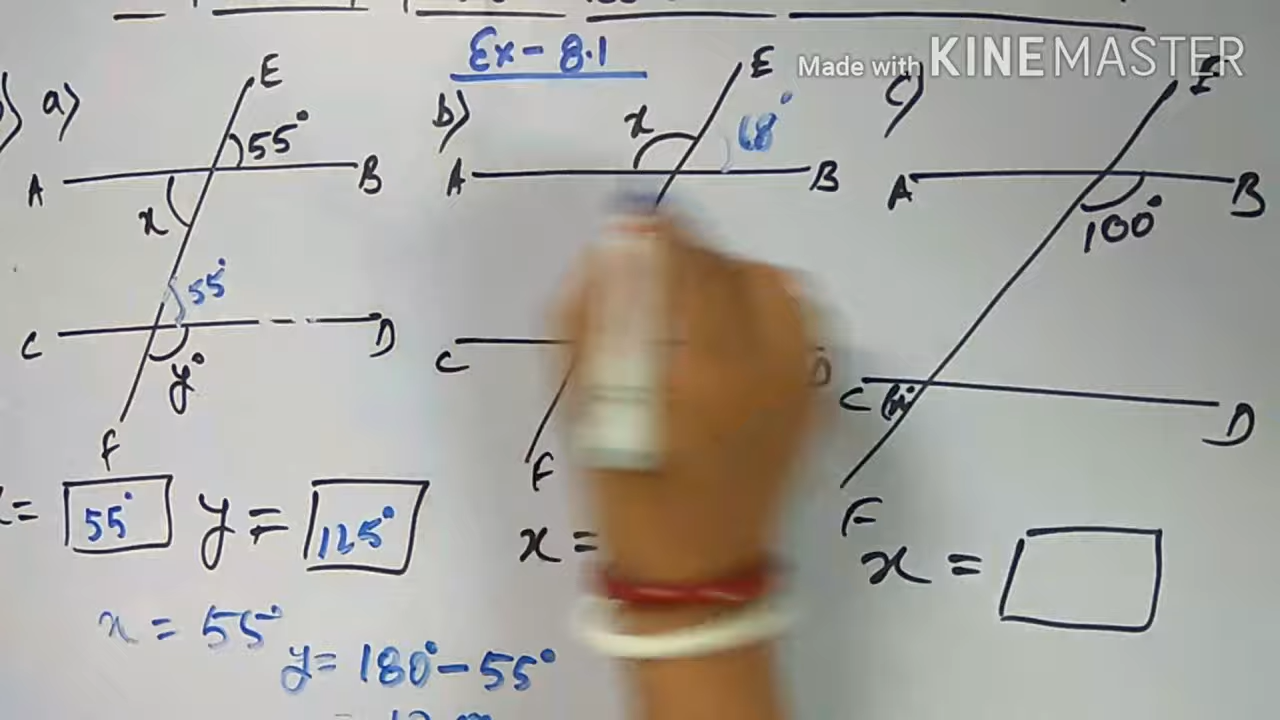 Ex - 8.1
Made with KINEMASTER
a)
E
55°
A
B
x
55°
C
D
y°
F
x = 55° y = 125°
x = 55°
y = 180° - 55°
b)
E
x
68°
A
B
C
D
F
x =
c)
E
A
B
100°
C
D
F
x =